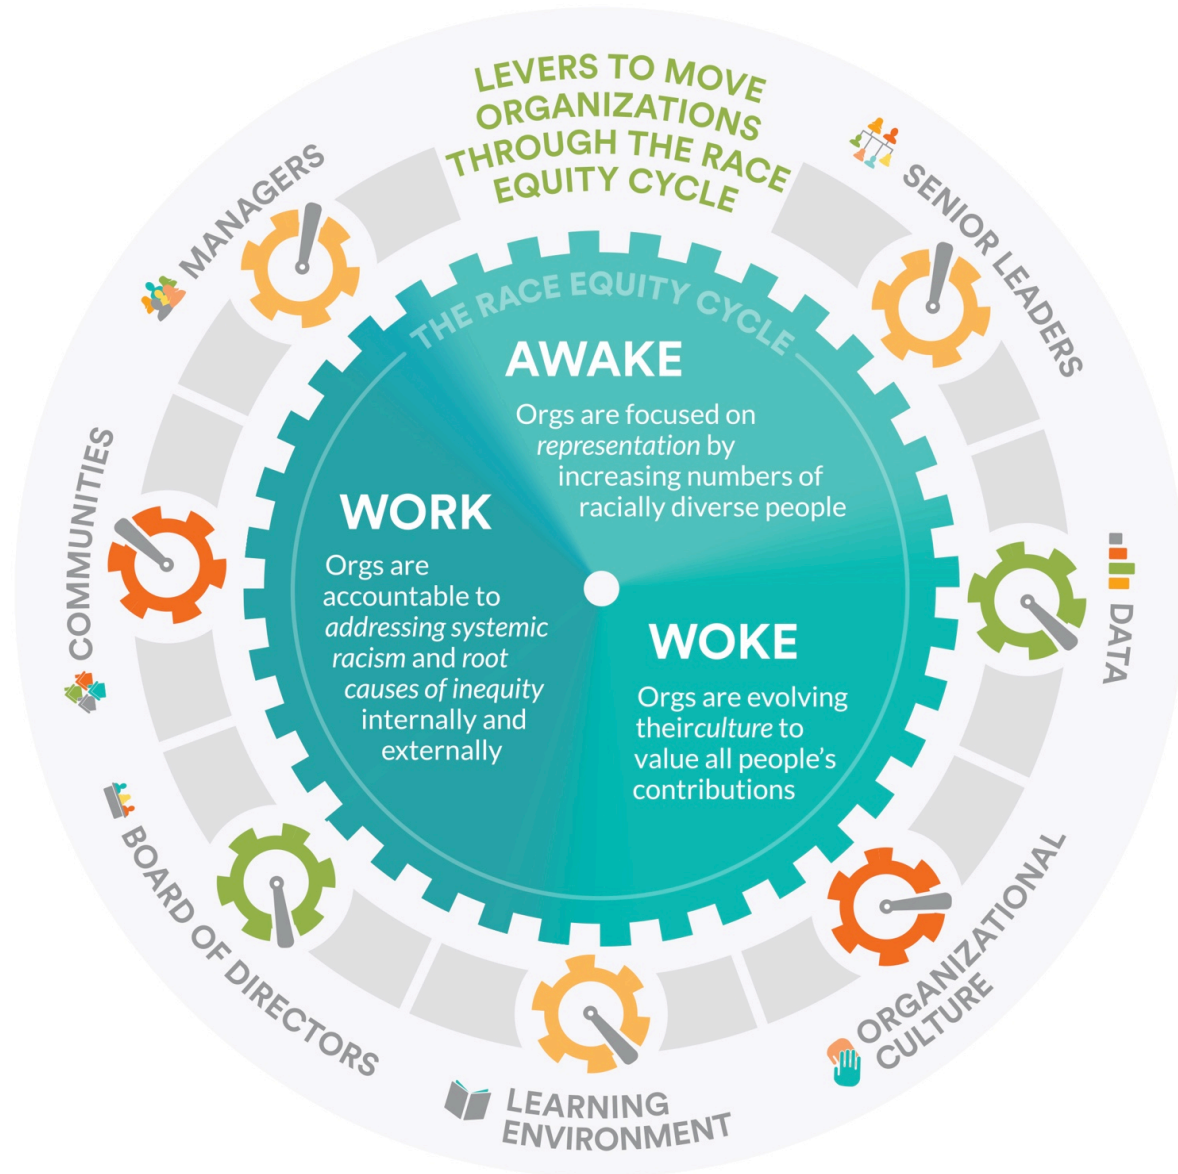 LEVERS TO MOVE
ORGANIZATIONS
THROUGH THE RACE
EQUITY CYCLE
SENIOR LEADERS
DATA
ORGANIZATIONAL
CULTURE
LEARNING
ENVIRONMENT
BOARD OF DIRECTORS
COMMUNITIES
MANAGERS
THE RACE EQUITY CYCLE
AWAKE
Orgs are focused on
representation by
increasing numbers of
racially diverse people
WOKE
Orgs are evolving
theirculture to
value all people’s
contributions
WORK
Orgs are
accountable to
addressing systemic
racism and root
causes of inequity
internally and
externally